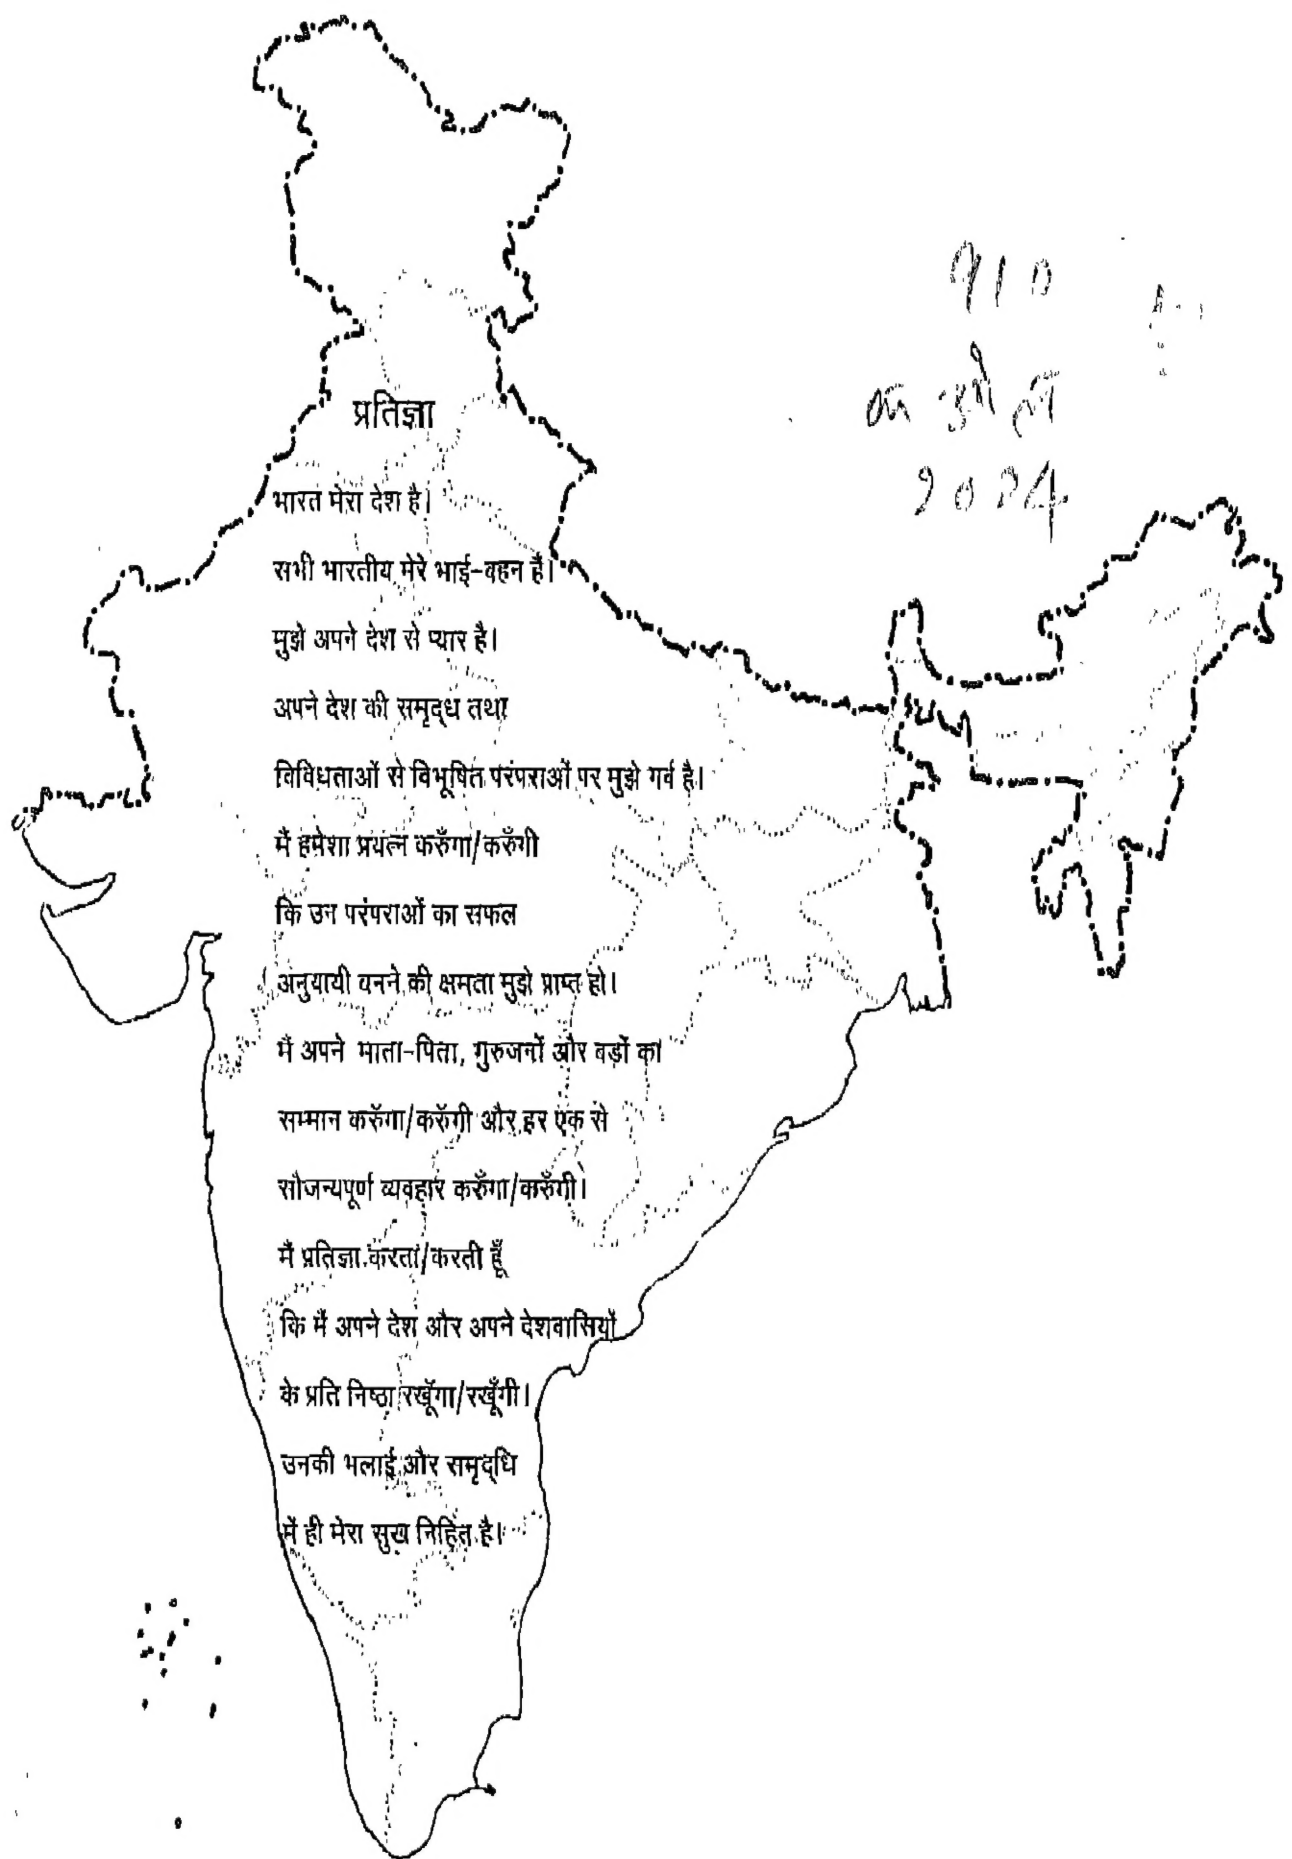 910
प्रतिज्ञा
भारत मेरा देश है।
सभी भारतीय मेरे भाई-बहन हैं।
मुझे अपने देश से प्यार है।
अपने देश की समृद्ध तथा
विविधताओं से विभूषित परंपराओं पर मुझे गर्व है।
मैं हमेशा प्रयत्न करुँगा/करुँगी
कि उन परंपराओं का सफल
अनुयायी बनने की क्षमता मुझे प्राप्त हो।
मैं अपने माता-पिता, गुरुजनों और बड़ों का
सम्मान करुँगा/करुँगी और हर एक से
सौजन्यपूर्ण व्यवहार करुँगा/करुँगी।
मैं प्रतिज्ञा करता/करती हूँ
कि मैं अपने देश और अपने देशवासियों
के प्रति निष्ठा रखूँगा/रखूँगी।
उनकी भलाई और समृद्धि
में ही मेरा सुख निहित है।